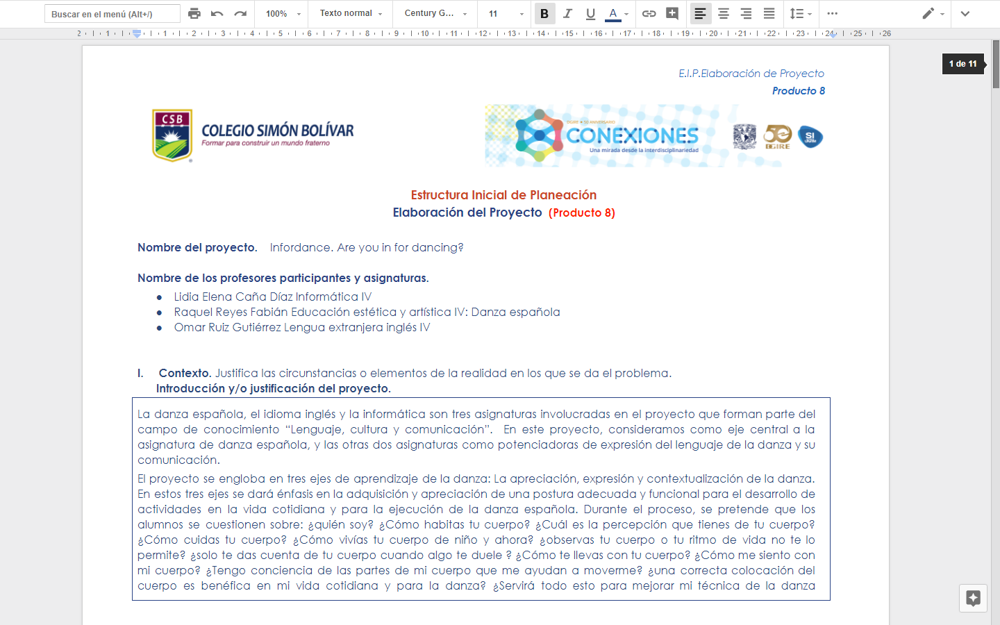 Buscar en el menú (Alt+/)
100%
Texto normal
Century G...
11
B I U A
2 1 1 2 3 4 5 6 7 8 9 10 11 12 13 14 15 16 17 18 19 20 21 22 23 24 25 26
1 de 11
E.I.P.Elaboración de Proyecto
Producto 8
CSB
COLEGIO SIMÓN BOLÍVAR
Formar para construir un mundo fraterno
®
DGIRE • 50 ANIVERSARIO
CONEXIONES
Una mirada desde la interdisciplinariedad
50
DGIRE
SI
Estructura Inicial de Planeación
Elaboración del Proyecto (Producto 8)
Nombre del proyecto. Infordance. Are you in for dancing?
Nombre de los profesores participantes y asignaturas.
● Lidia Elena Caña Díaz Informática IV
● Raquel Reyes Fabián Educación estética y artística IV: Danza española
● Omar Ruiz Gutiérrez Lengua extranjera inglés IV
I. Contexto. Justifica las circunstancias o elementos de la realidad en los que se da el problema.
Introducción y/o justificación del proyecto.
La danza española, el idioma inglés y la informática son tres asignaturas involucradas en el proyecto que forman parte del
campo de conocimiento “Lenguaje, cultura y comunicación”. En este proyecto, consideramos como eje central a la
asignatura de danza española, y las otras dos asignaturas como potenciadoras de expresión del lenguaje de la danza y su
comunicación.
El proyecto se engloba en tres ejes de aprendizaje de la danza: La apreciación, expresión y contextualización de la danza.
En estos tres ejes se dará énfasis en la adquisición y apreciación de una postura adecuada y funcional para el desarrollo de
actividades en la vida cotidiana y para la ejecución de la danza española. Durante el proceso, se pretende que los
alumnos se cuestionen sobre: ¿quién soy? ¿Cómo habitas tu cuerpo? ¿Cuál es la percepción que tienes de tu cuerpo?
¿Cómo cuidas tu cuerpo? ¿Cómo vivías tu cuerpo de niño y ahora? ¿observas tu cuerpo o tu ritmo de vida no te lo
permite? ¿solo te das cuenta de tu cuerpo cuando algo te duele ? ¿Cómo te llevas con tu cuerpo? ¿Cómo me siento con
mi cuerpo? ¿Tengo conciencia de las partes de mi cuerpo que me ayudan a moverme? ¿una correcta colocación del
cuerpo es benéfica en mi vida cotidiana y para la danza? ¿Servirá todo esto para mejorar mi técnica de la danza